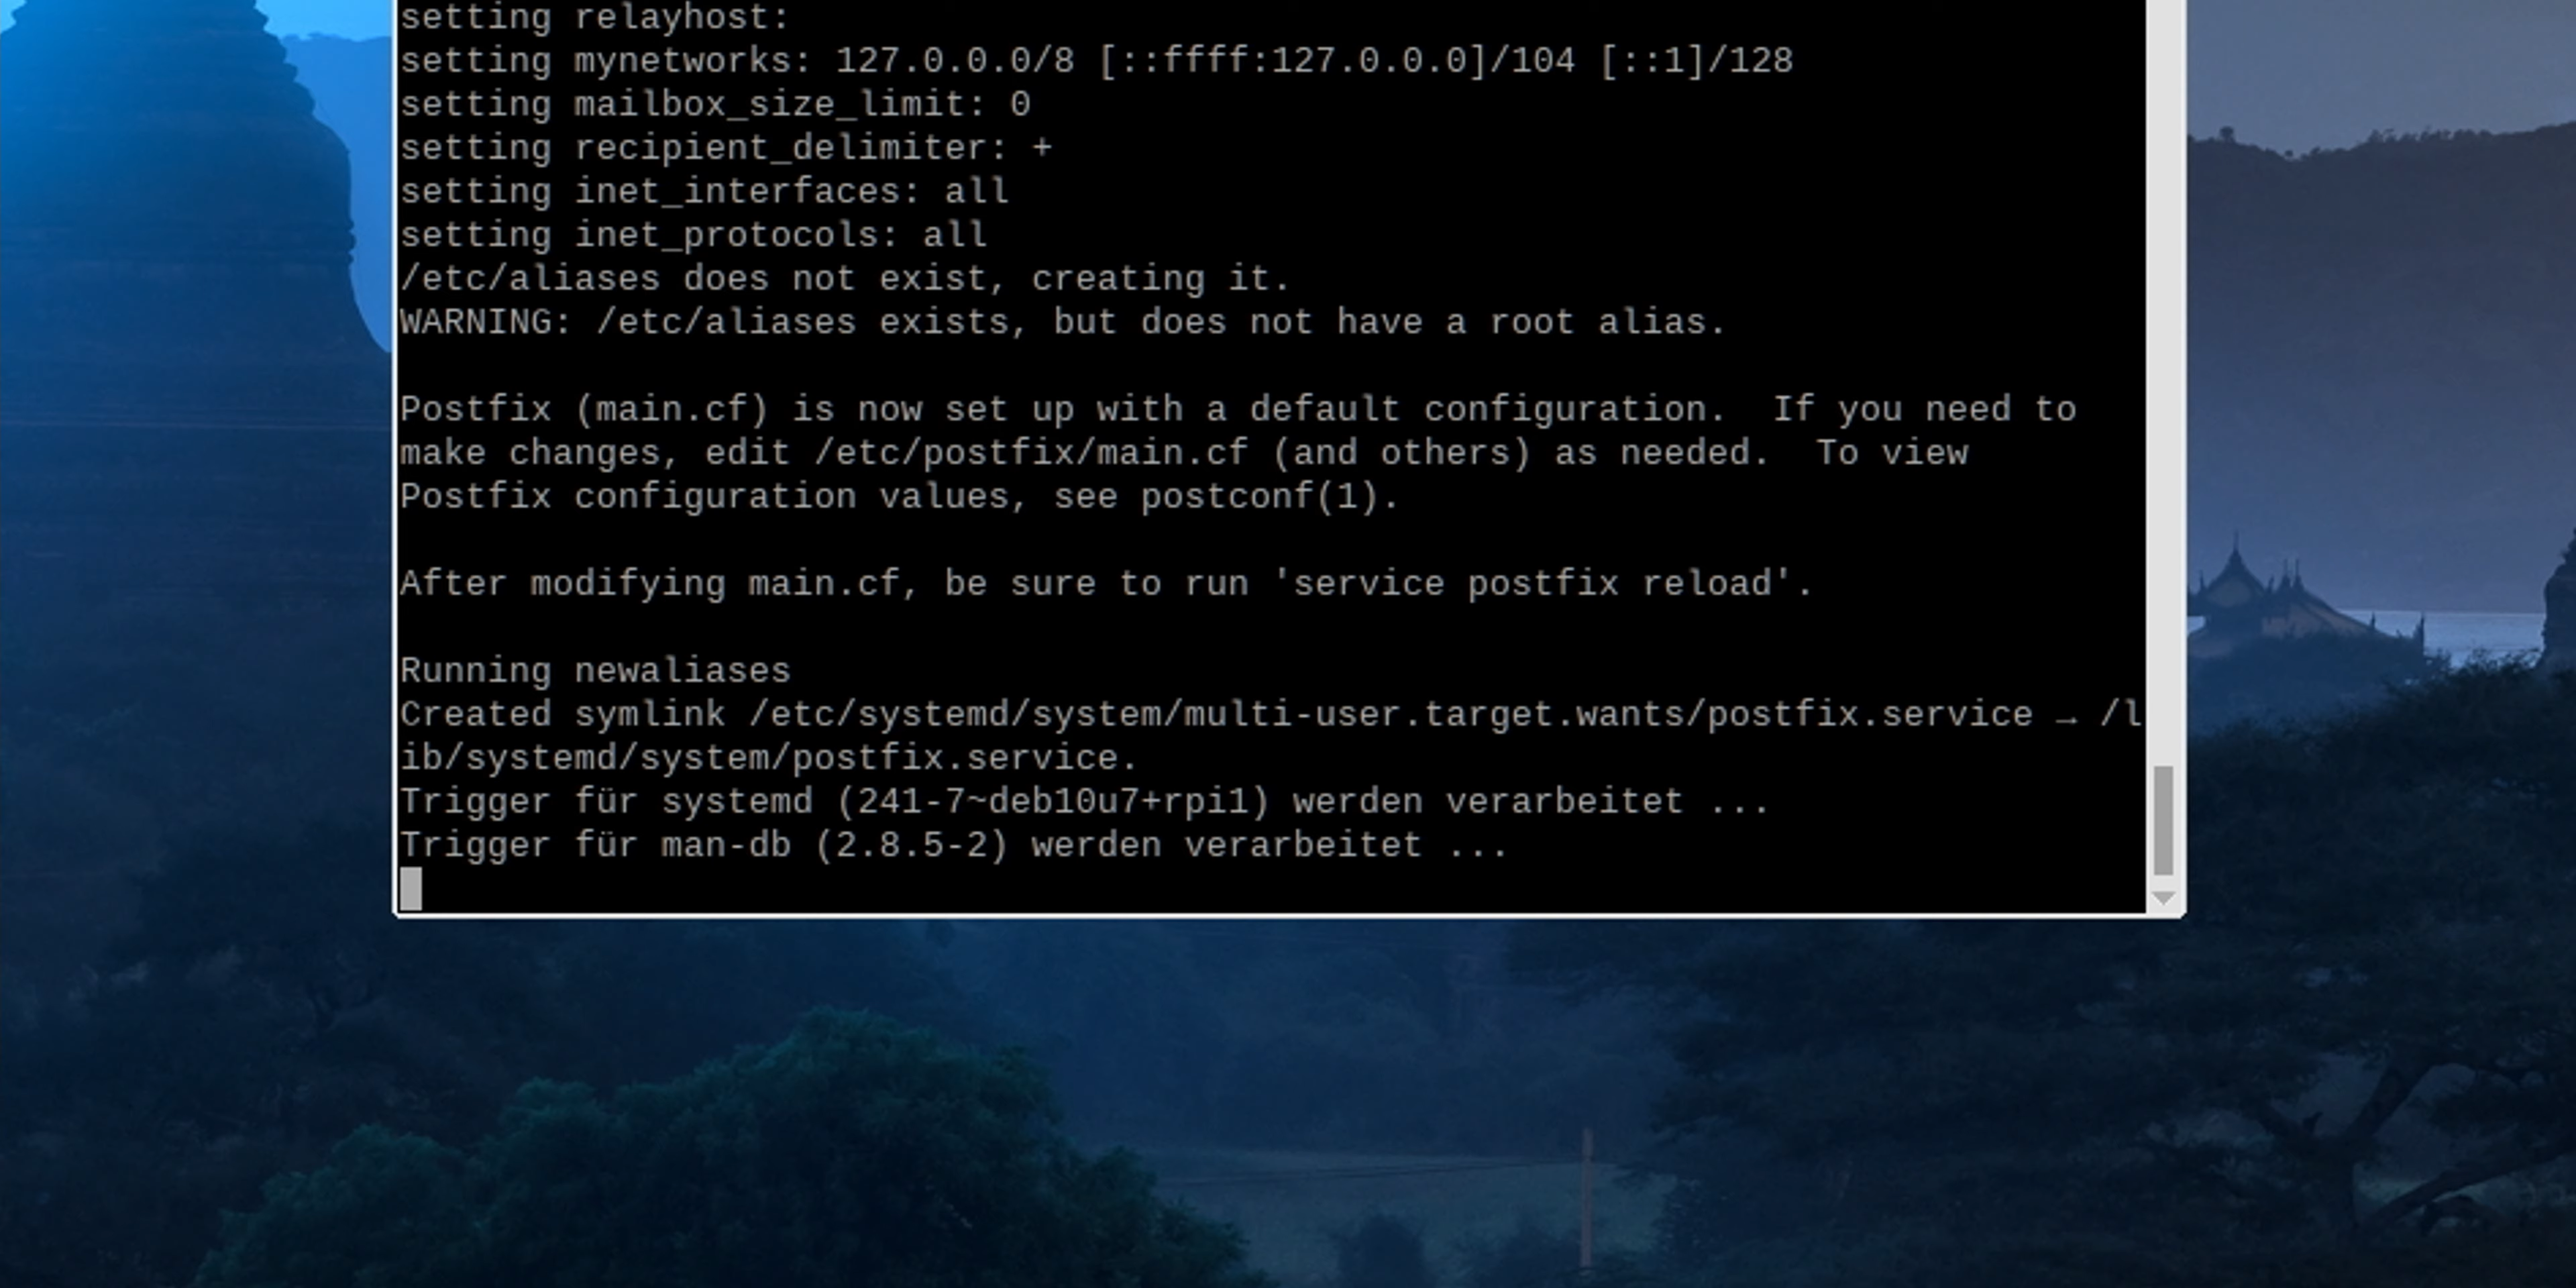 setting relayhost:
setting mynetworks: 127.0.0.0/8 [::ffff:127.0.0.0]/104 [::1]/128
setting mailbox_size_limit: 0
setting recipient_delimiter: +
setting inet_interfaces: all
setting inet_protocols: all
/etc/aliases does not exist, creating it.
WARNING: /etc/aliases exists, but does not have a root alias.
Postfix (main.cf) is now set up with a default configuration.  If you need to
make changes, edit /etc/postfix/main.cf (and others) as needed.  To view
Postfix configuration values, see postconf(1).
After modifying main.cf, be sure to run 'service postfix reload'.
Running newaliases
Created symlink /etc/systemd/system/multi-user.target.wants/postfix.service → /l
ib/systemd/system/postfix.service.
Trigger für systemd (241-7~deb10u7+rpi1) werden verarbeitet ...
Trigger für man-db (2.8.5-2) werden verarbeitet ...